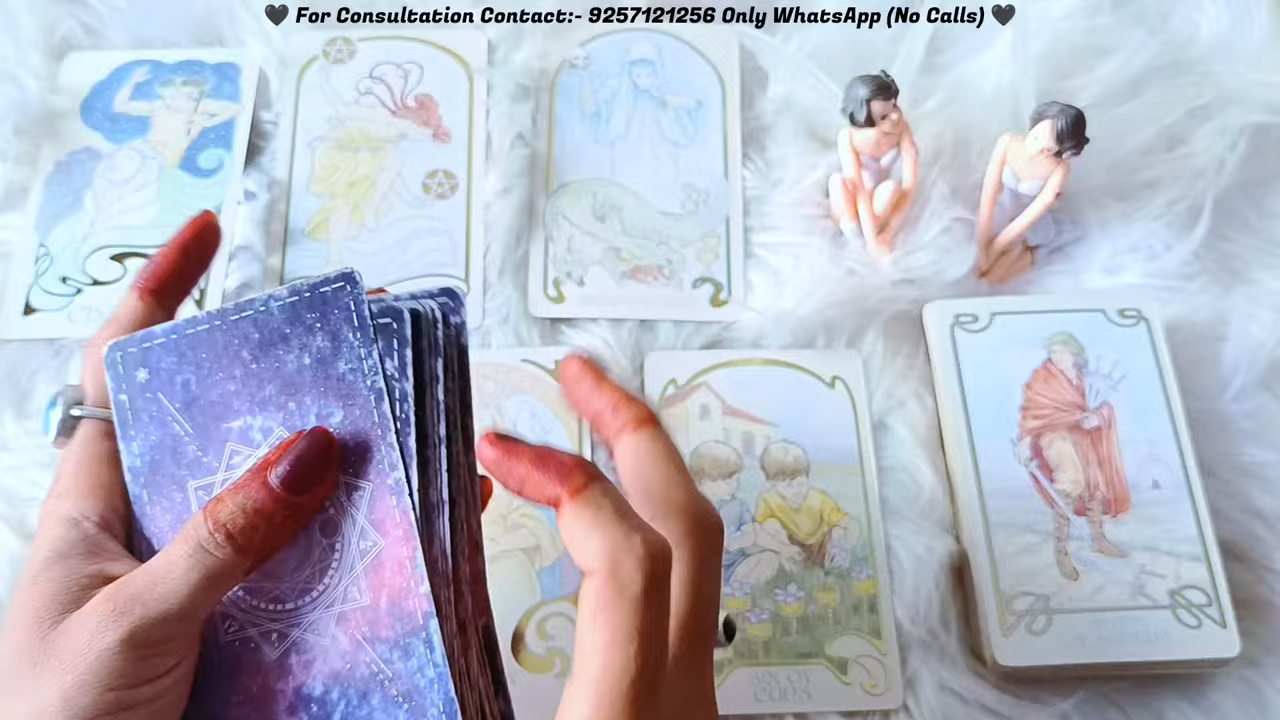 🖤 For Consultation Contact:- 9257121256 Only WhatsApp (No Calls) 🖤
SIX OF
CUPS